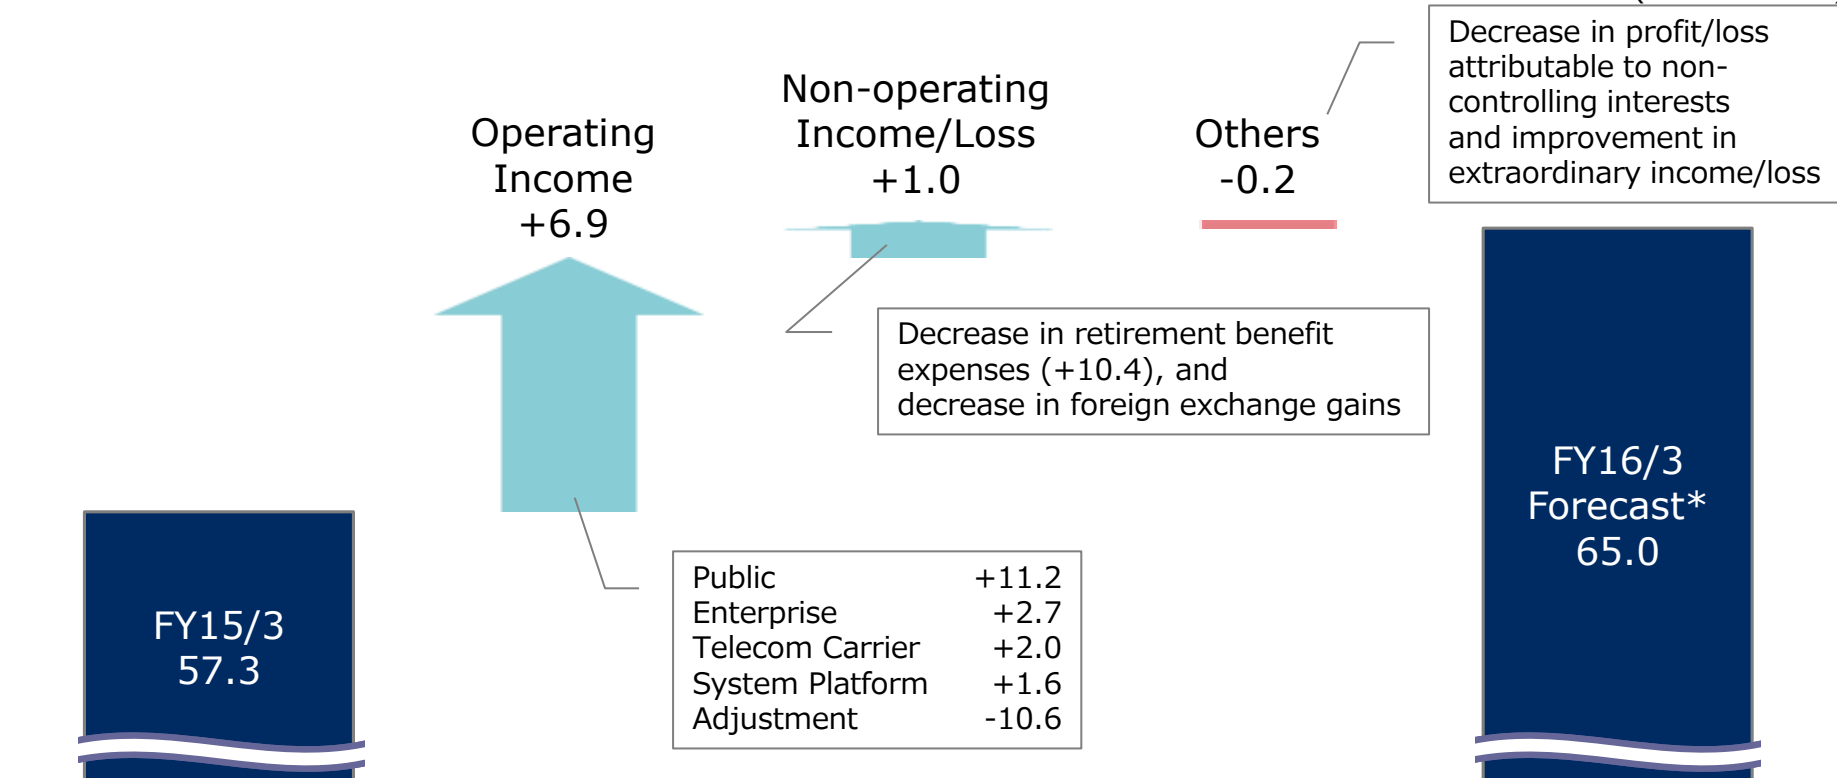 Decrease in profit/loss
attributable to non-
controlling interests
and improvement in
extraordinary income/loss
Operating
Income
+6.9
Non-operating
Income/Loss
+1.0
Others
-0.2
Decrease in retirement benefit
expenses (+10.4), and
decrease in foreign exchange gains
FY15/3
57.3
Public +11.2
Enterprise +2.7
Telecom Carrier +2.0
System Platform +1.6
Adjustment -10.6
FY16/3
Forecast*
65.0